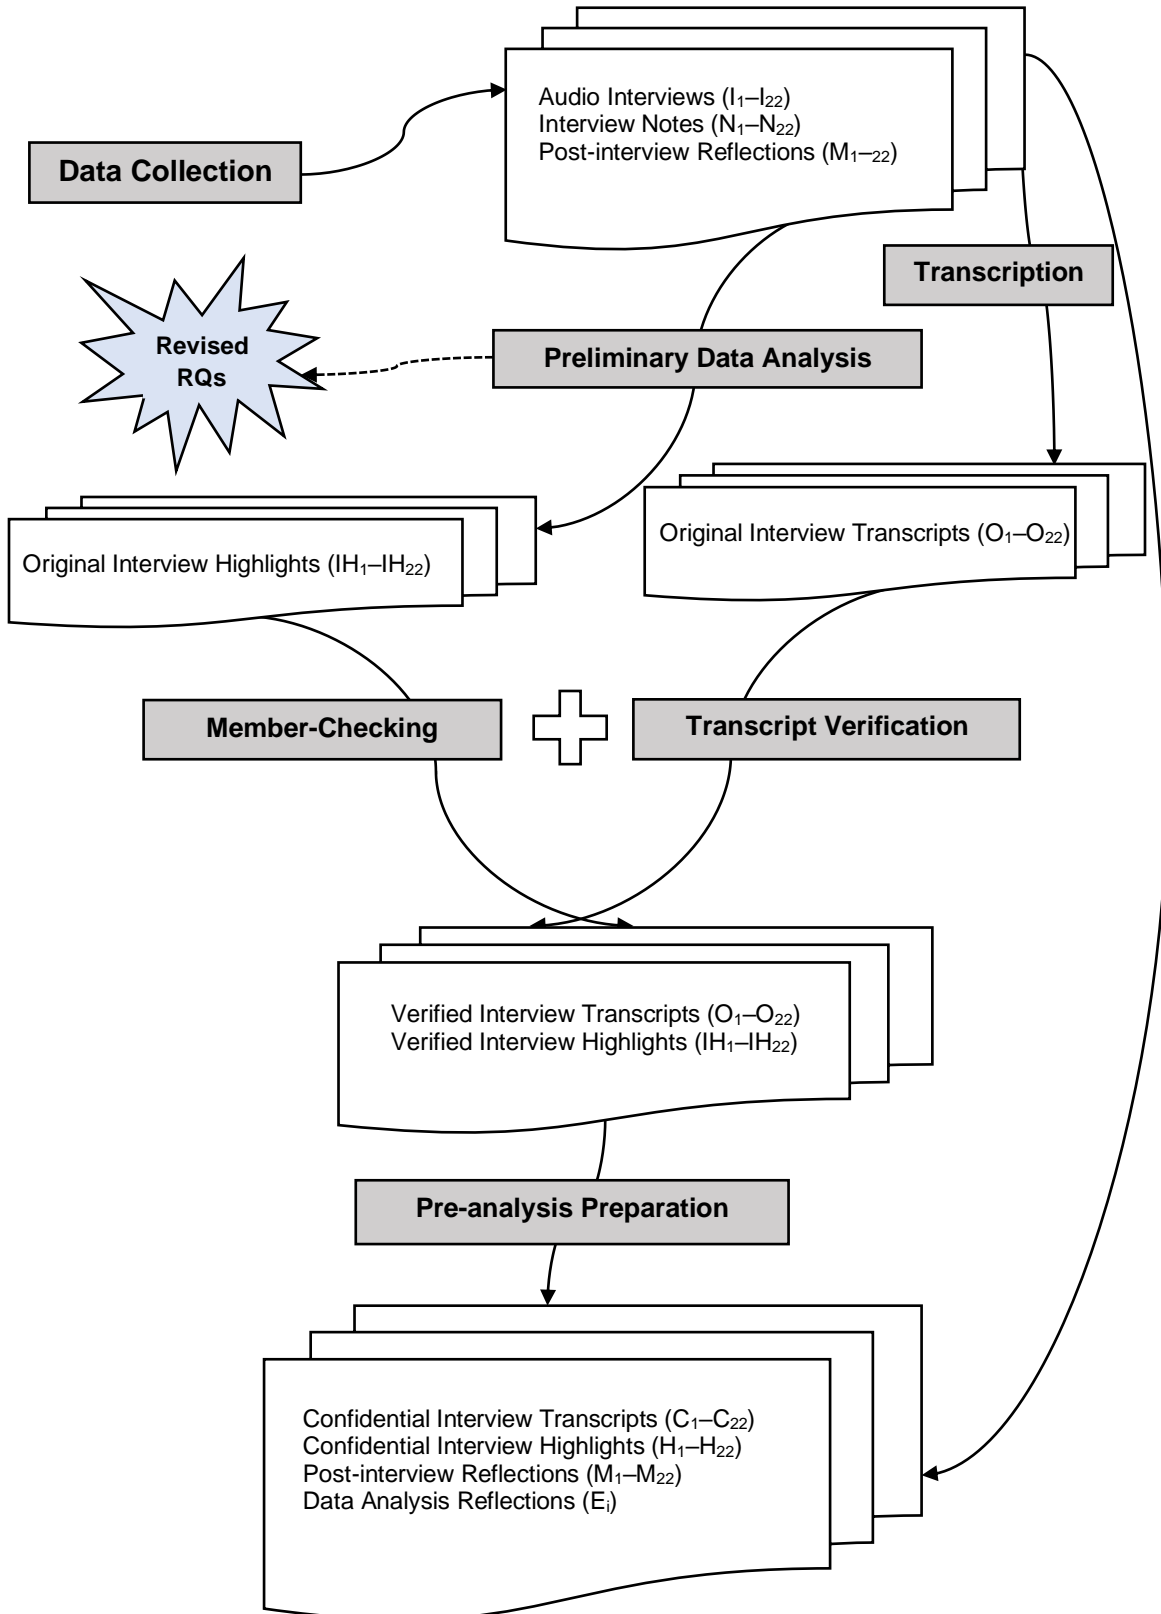 Audio Interviews (I₁–I₂₂)
Interview Notes (N₁–N₂₂)
Post-interview Reflections (M₁–₂₂)
Data Collection
Transcription
Revised
RQs
Preliminary Data Analysis
Original Interview Highlights (IH₁–IH₂₂)
Original Interview Transcripts (O₁–O₂₂)
Member-Checking
Transcript Verification
Verified Interview Transcripts (O₁–O₂₂)
Verified Interview Highlights (IH₁–IH₂₂)
Pre-analysis Preparation
Confidential Interview Transcripts (C₁–C₂₂)
Confidential Interview Highlights (H₁–H₂₂)
Post-interview Reflections (M₁–M₂₂)
Data Analysis Reflections (Eᵢ)